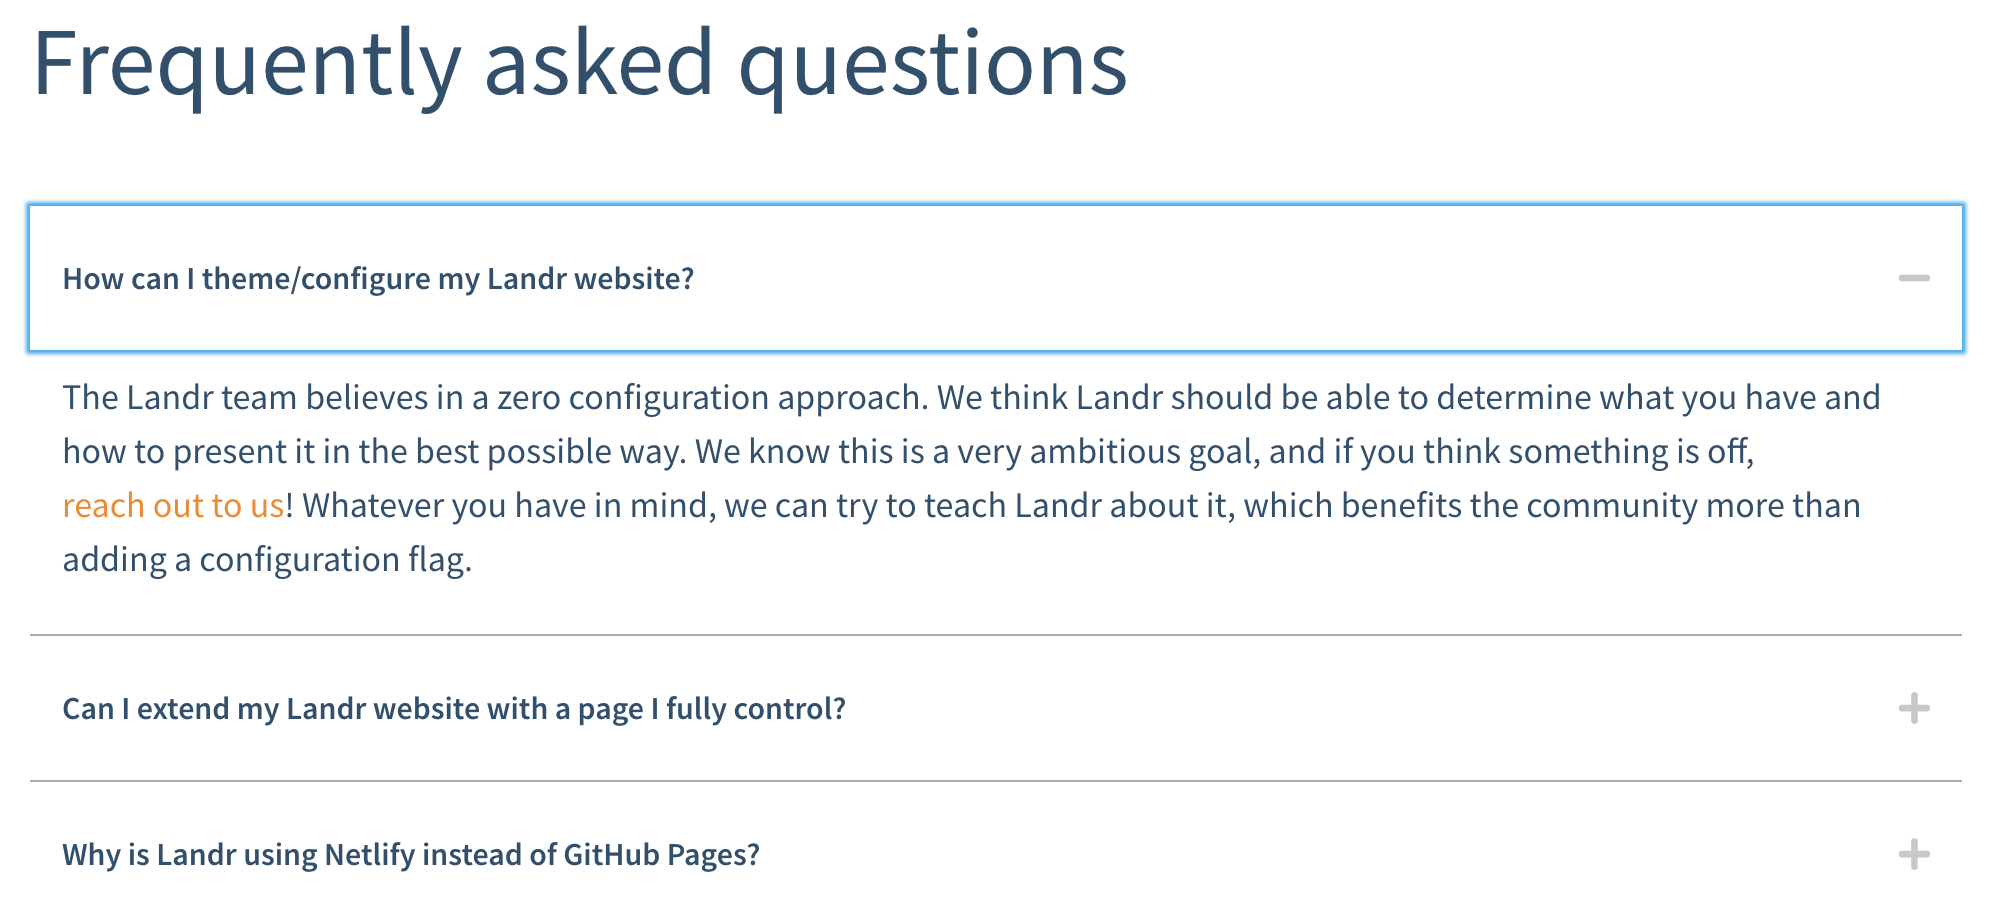 Frequently asked questions
How can I theme/configure my Landr website?
The Landr team believes in a zero configuration approach. We think Landr should be able to determine what you have and
how to present it in the best possible way. We know this is a very ambitious goal, and if you think something is off,
reach out to us! Whatever you have in mind, we can try to teach Landr about it, which benefits the community more than
adding a configuration flag.
Can I extend my Landr website with a page I fully control?
Why is Landr using Netlify instead of GitHub Pages?